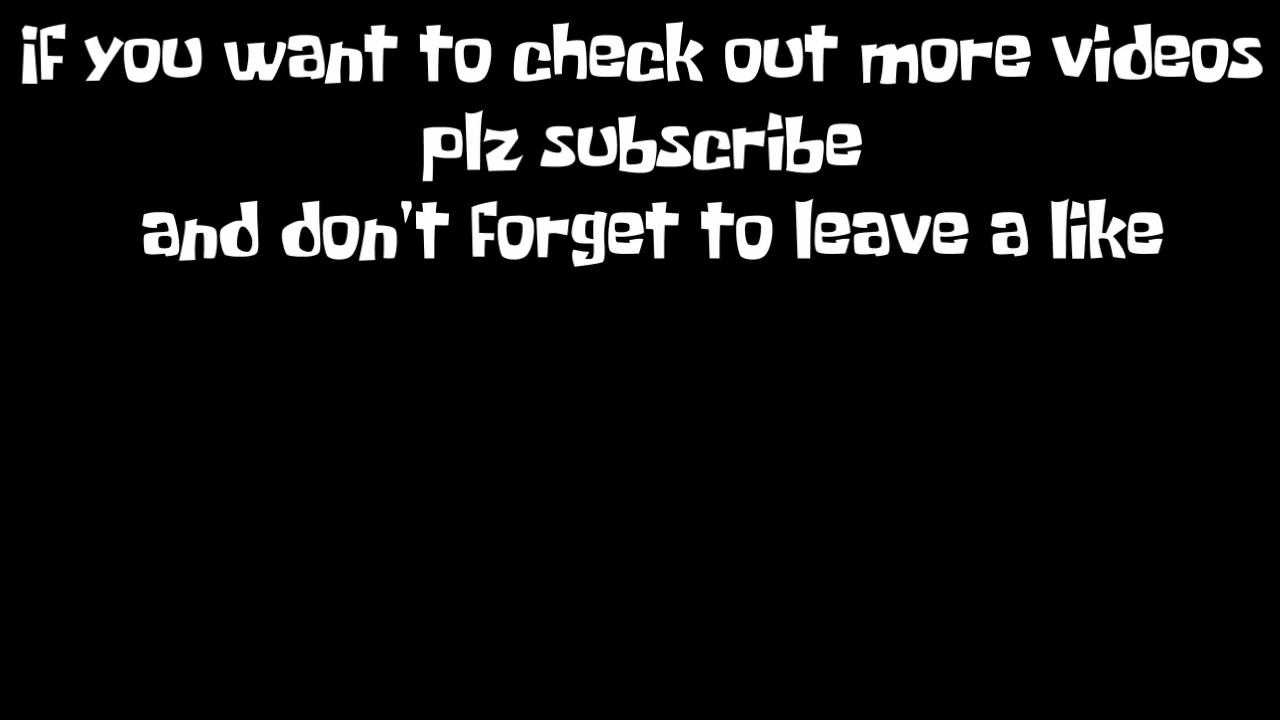 if you want to check out more videos
plz subscribe
and don't forget to leave a like